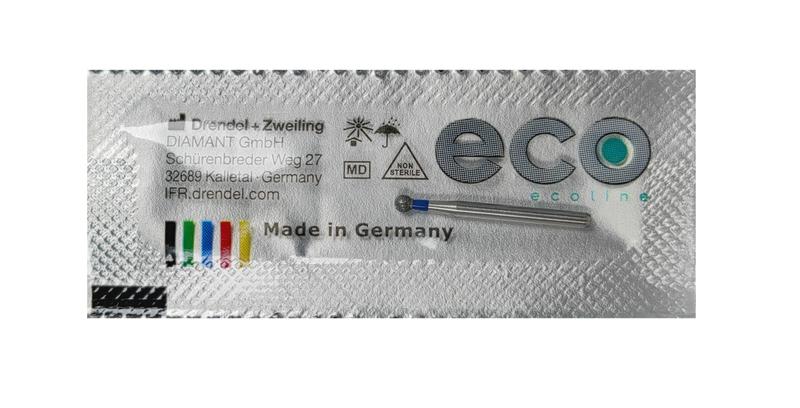 Drendel + Zweiling
DIAMANT GmbH
Schürenbreder Weg 27
32689 Kalletal · Germany
IFR.drendel.com
MD
NON
STERILE
eco
ecoline
Made in Germany